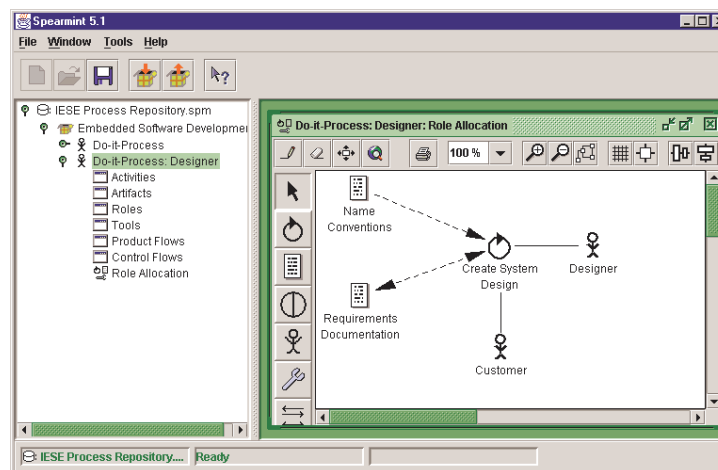 Spearmint 5.1
File Window Tools Help
IESE Process Repository.spm
Embedded Software Developmen
Do-it-Process
Do-it-Process: Designer
Activities
Artifacts
Roles
Tools
Product Flows
Control Flows
Role Allocation
Do-it-Process: Designer: Role Allocation
100 %
Name
Conventions
Create System
Design
Designer
Requirements
Documentation
Customer
IESE Process Repository.... Ready